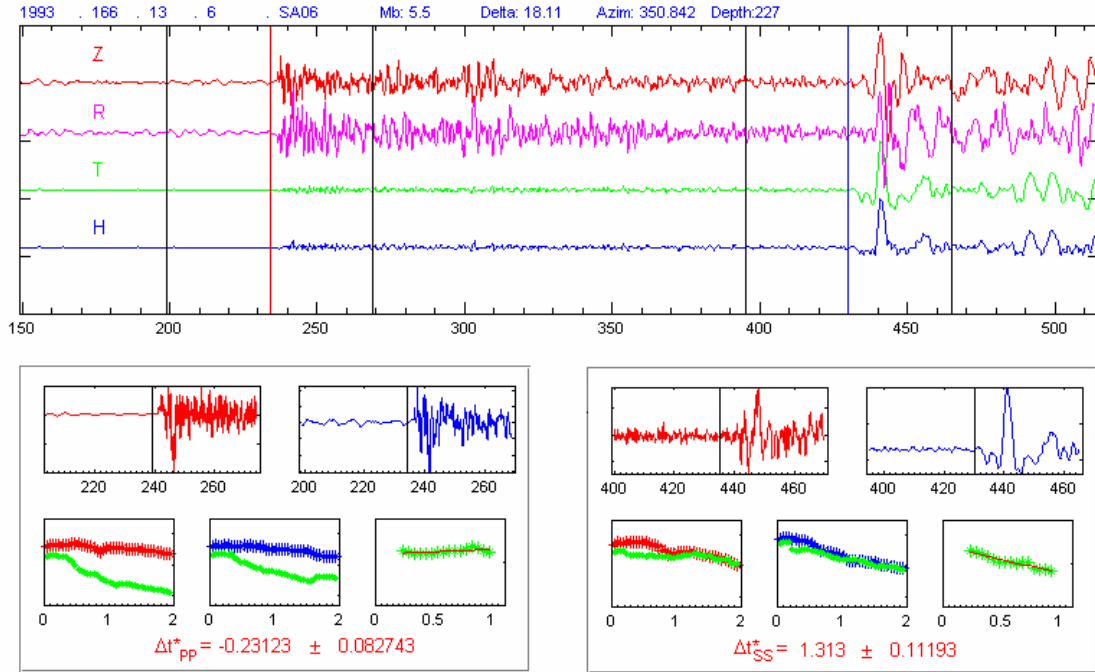 1993 . 166 . 13 . 6 . SA06 Mb: 5.5 Delta: 18.11 Azim: 350.842 Depth:227
Z
R
T
H
150 200 250 300 350 400 450 500
220 240 260
200 220 240 260
400 420 440 460
400 420 440 460
0 1 2
0 1 2
0 0.5 1
0 1 2
0 1 2
0 0.5 1
Δt*PP= -0.23123 ± 0.082743
Δt*SS= 1.313 ± 0.11193